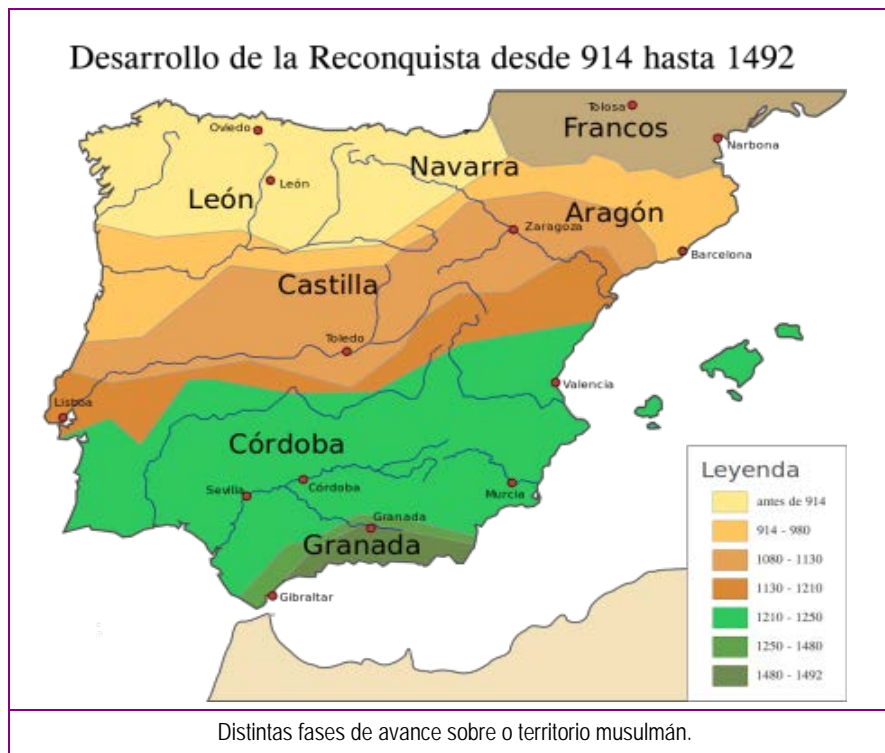 Desarrollo de la Reconquista desde 914 hasta 1492
Tolosa
Francos
Oviedo
Narbona
Navarra
León
León
Aragón
Zaragoza
Barcelona
Castilla
Toledo
Valencia
Lisboa
Córdoba
Córdoba
Sevilla
Murcia
Granada
Granada
Gibraltar
Leyenda
antes de 914
914 - 980
1080 - 1130
1130 - 1210
1210 - 1250
1250 - 1480
1480 - 1492
Distintas fases de avance sobre o territorio musulmán.